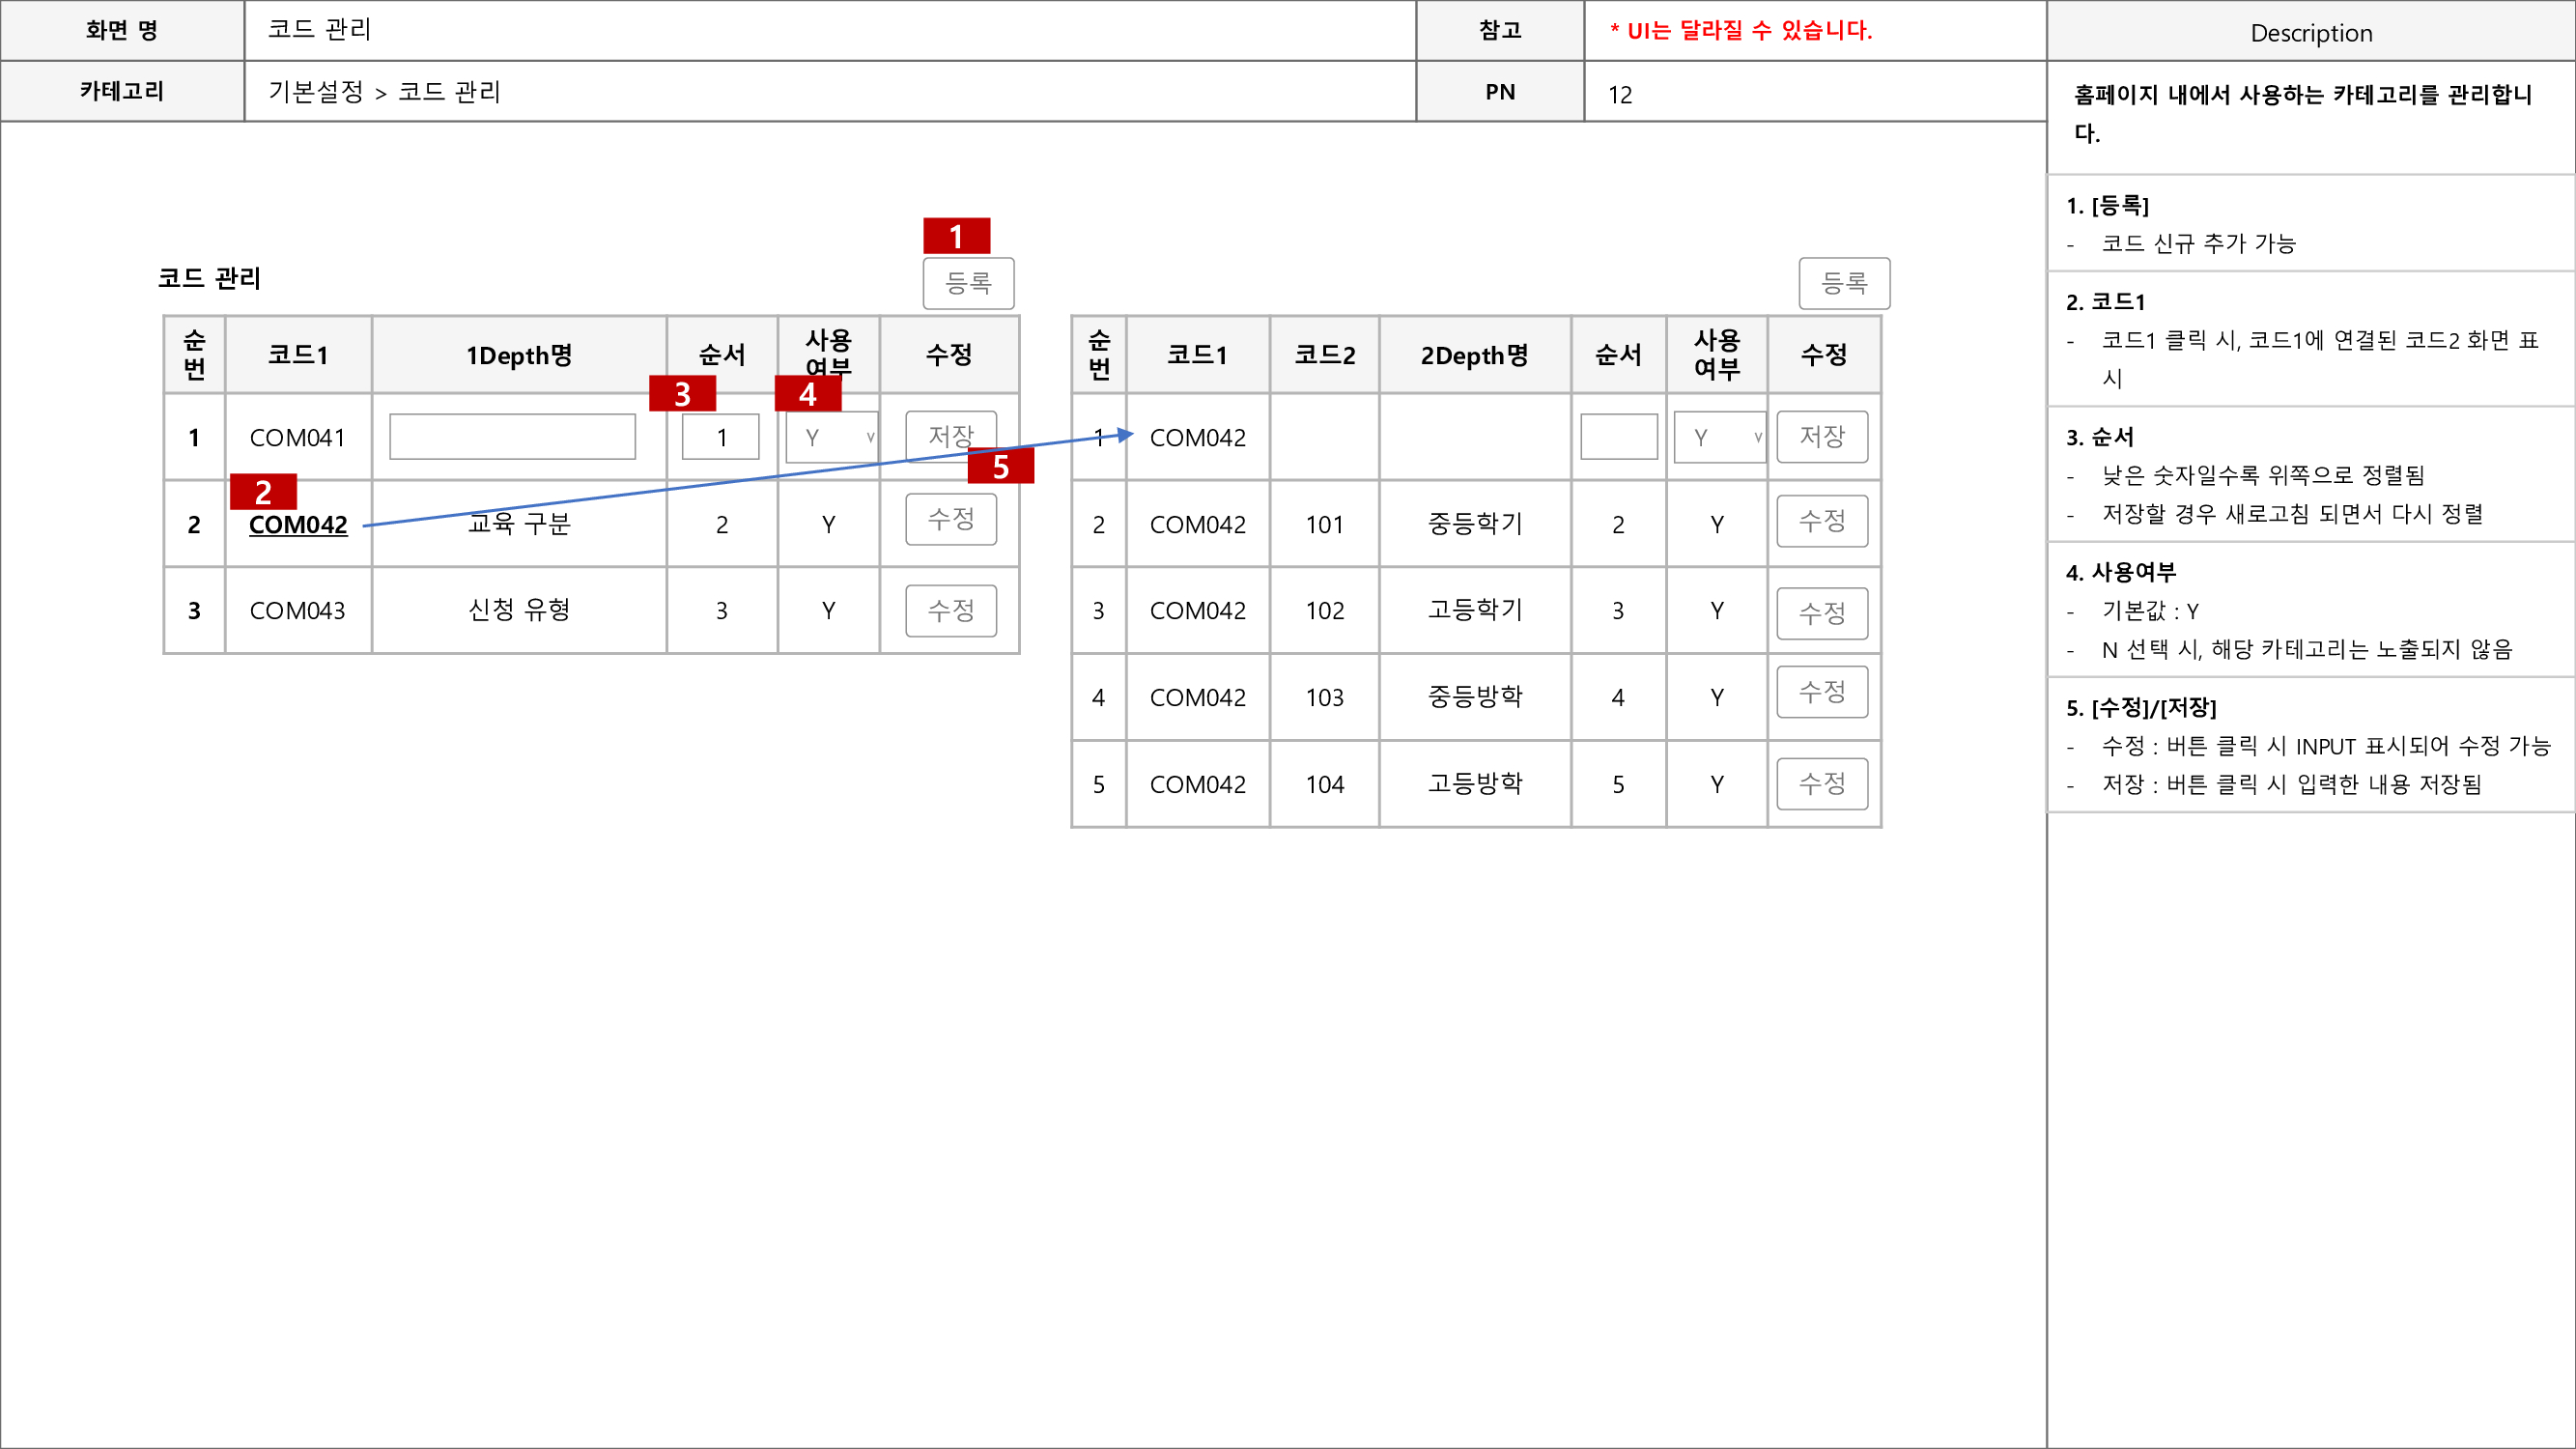 화면 명 코드 관리 참고 * UI는 달라질 수 있습니다. Description
카테고리 기본설정 > 코드 관리 PN 12
홈페이지 내에서 사용하는 카테고리를 관리합니
다.
1. [등록]
- 코드 신규 추가 가능
2. 코드1
- 코드1 클릭 시, 코드1에 연결된 코드2 화면 표
시
3. 순서
- 낮은 숫자일수록 위쪽으로 정렬됨
- 저장할 경우 새로고침 되면서 다시 정렬
4. 사용여부
- 기본값 : Y
- N 선택 시, 해당 카테고리는 노출되지 않음
5. [수정]/[저장]
- 수정 : 버튼 클릭 시 INPUT 표시되어 수정 가능
- 저장 : 버튼 클릭 시 입력한 내용 저장됨
1
코드 관리 등록
순번 코드1 1Depth명 순서 사용여부 수정
3 4
1 COM041 1 Y v 저장
5
2
2 COM042 교육 구분 2 Y 수정
3 COM043 신청 유형 3 Y 수정
등록
순번 코드1 코드2 2Depth명 순서 사용여부 수정
1 COM042 Y v 저장
2 COM042 101 중등학기 2 Y 수정
3 COM042 102 고등학기 3 Y 수정
4 COM042 103 중등방학 4 Y 수정
5 COM042 104 고등방학 5 Y 수정